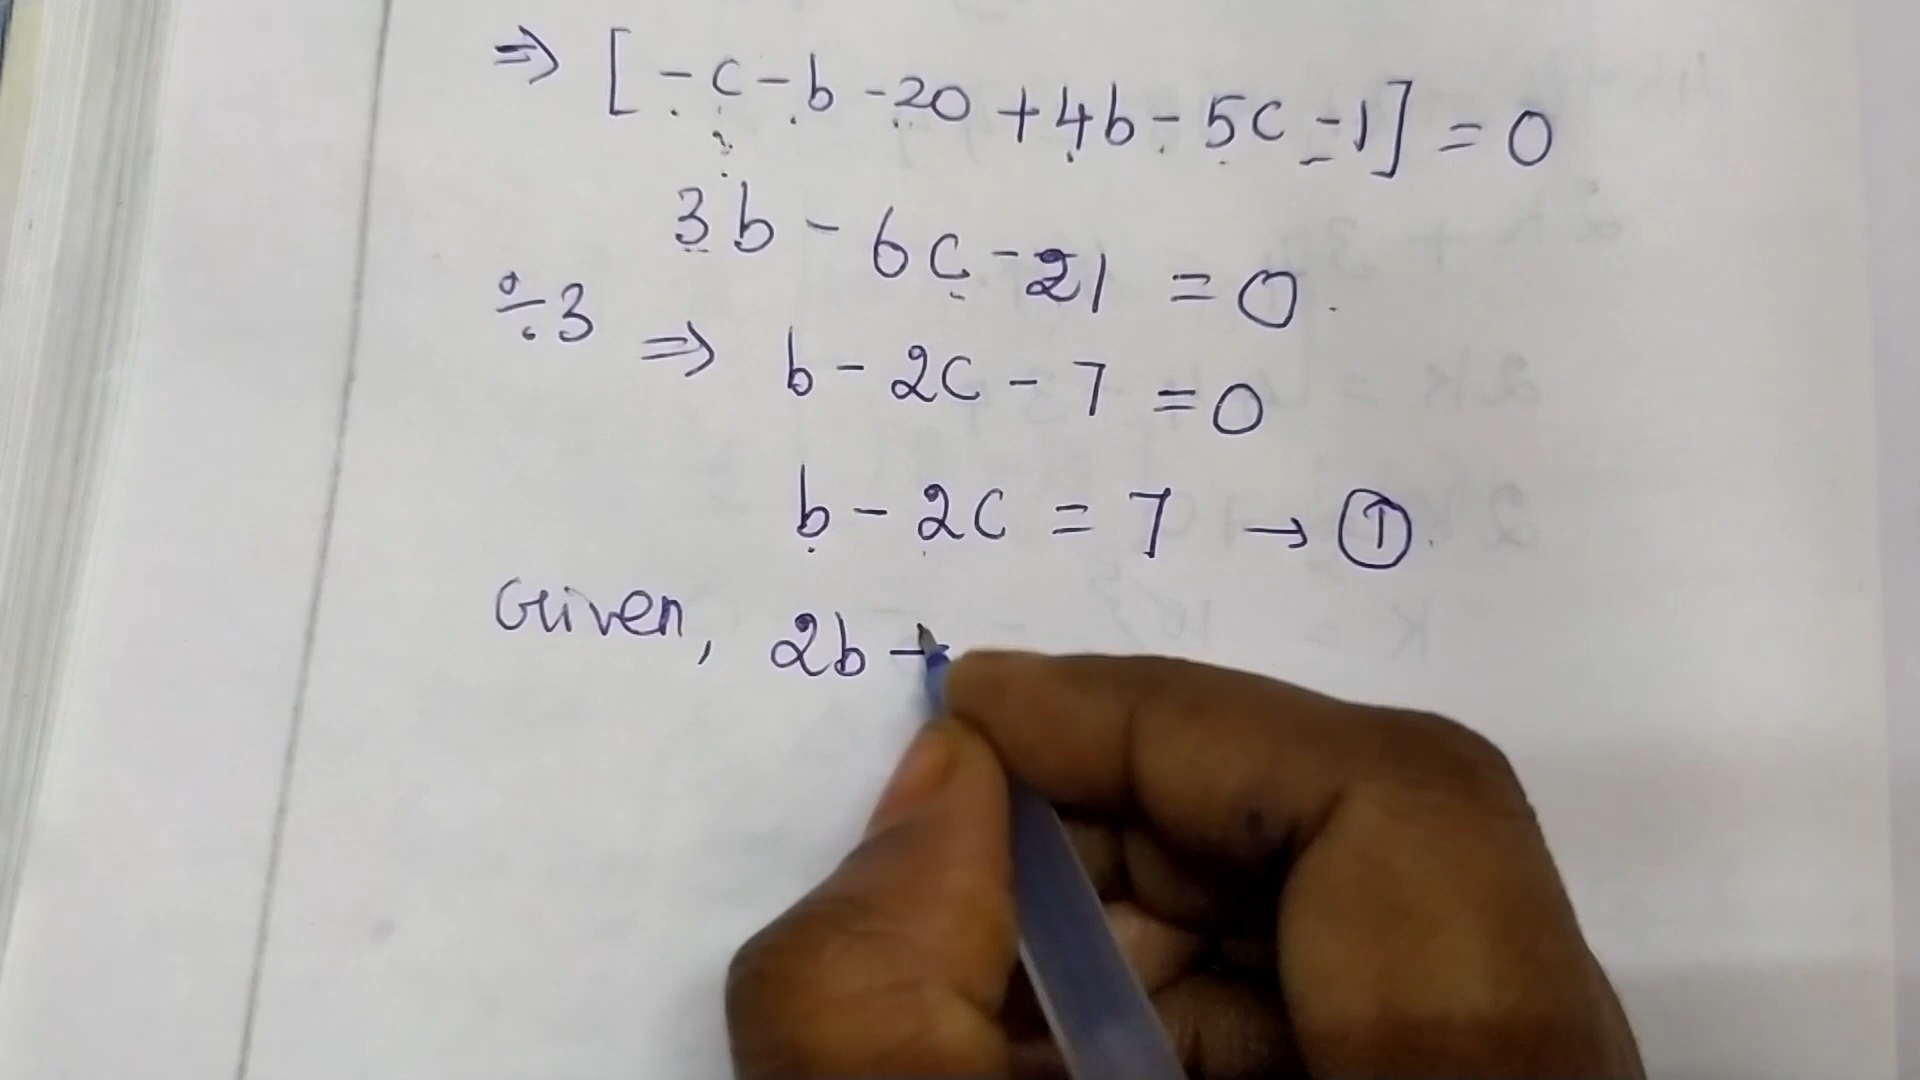 ⇒ [-c-b-20+4b-5c-1] = 0
3b - 6c - 21 = 0.
÷3 ⇒ b - 2c - 7 = 0
b - 2c = 7 → ①.
Given, 2b +